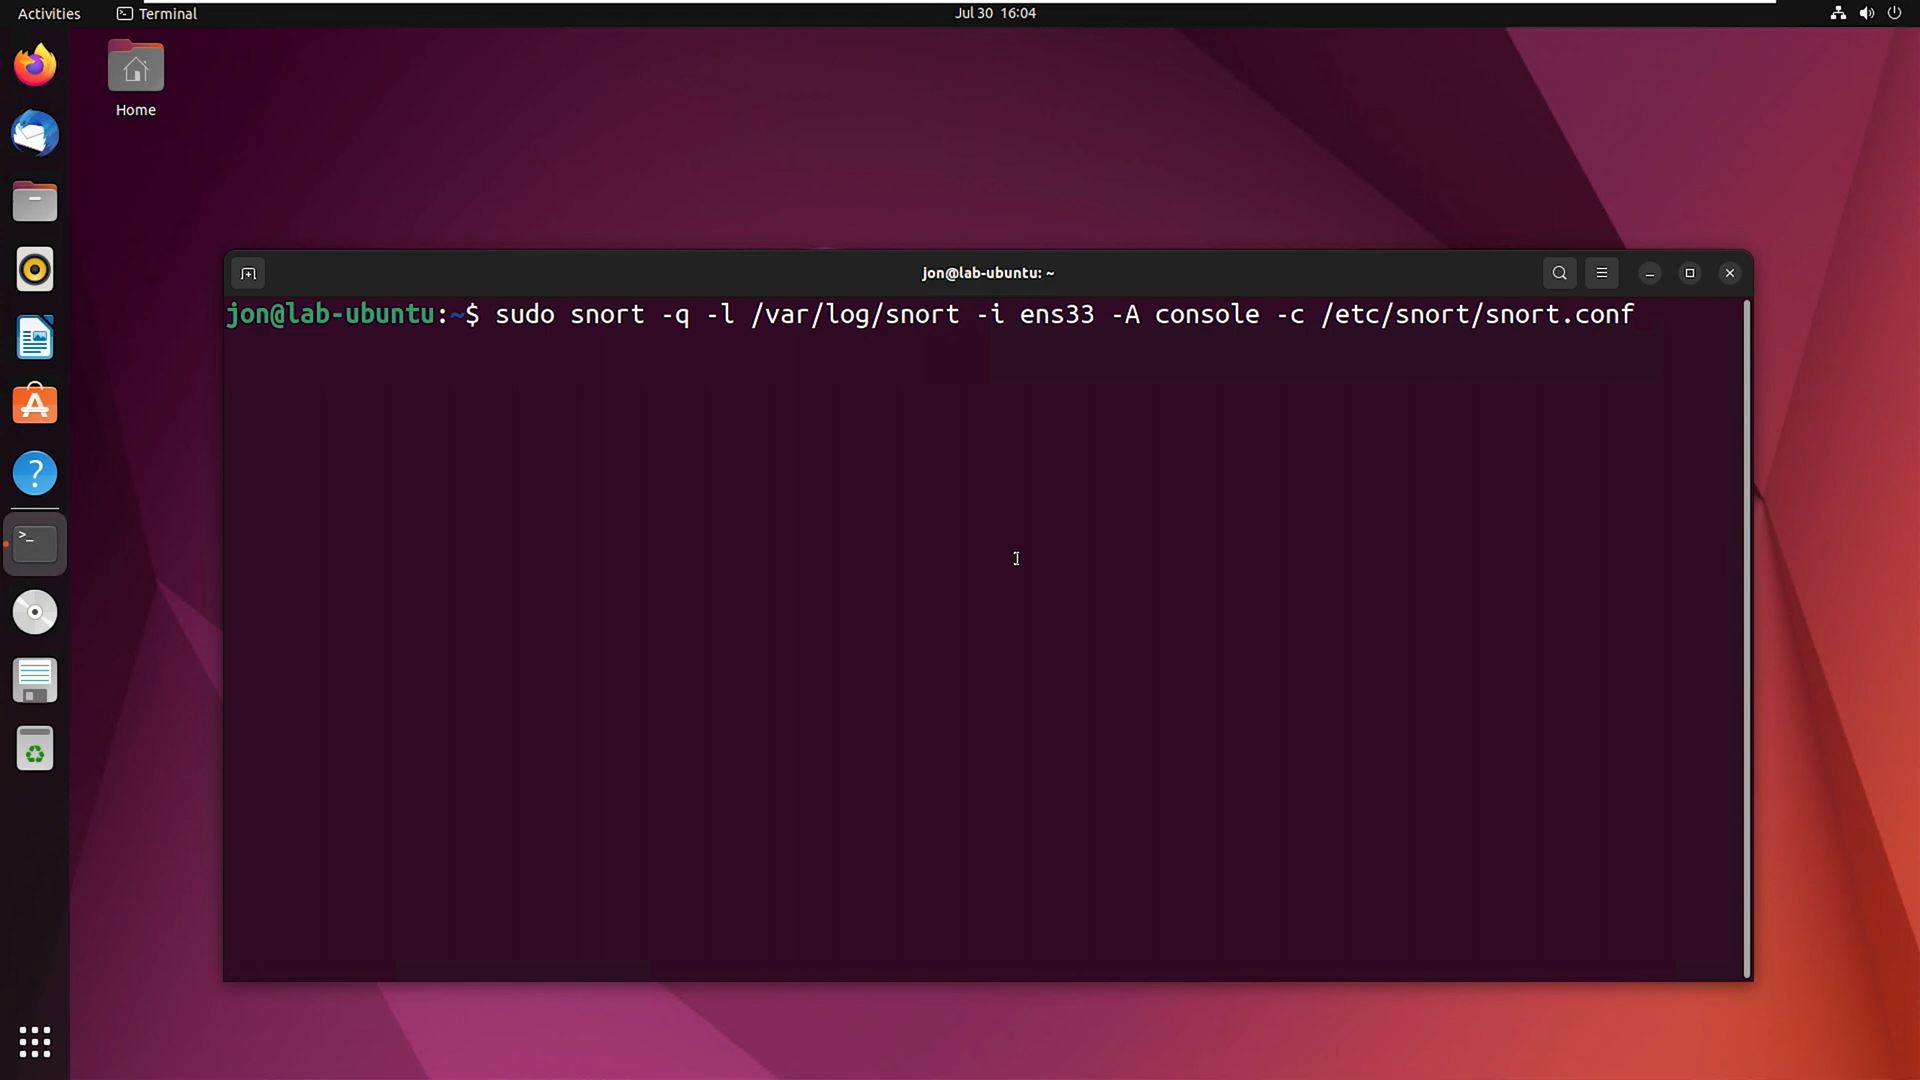 Activities
Terminal
Jul 30 16:04
Home
jon@lab-ubuntu: ~
jon@lab-ubuntu:~$ sudo snort -q -l /var/log/snort -i ens33 -A console -c /etc/snort/snort.conf